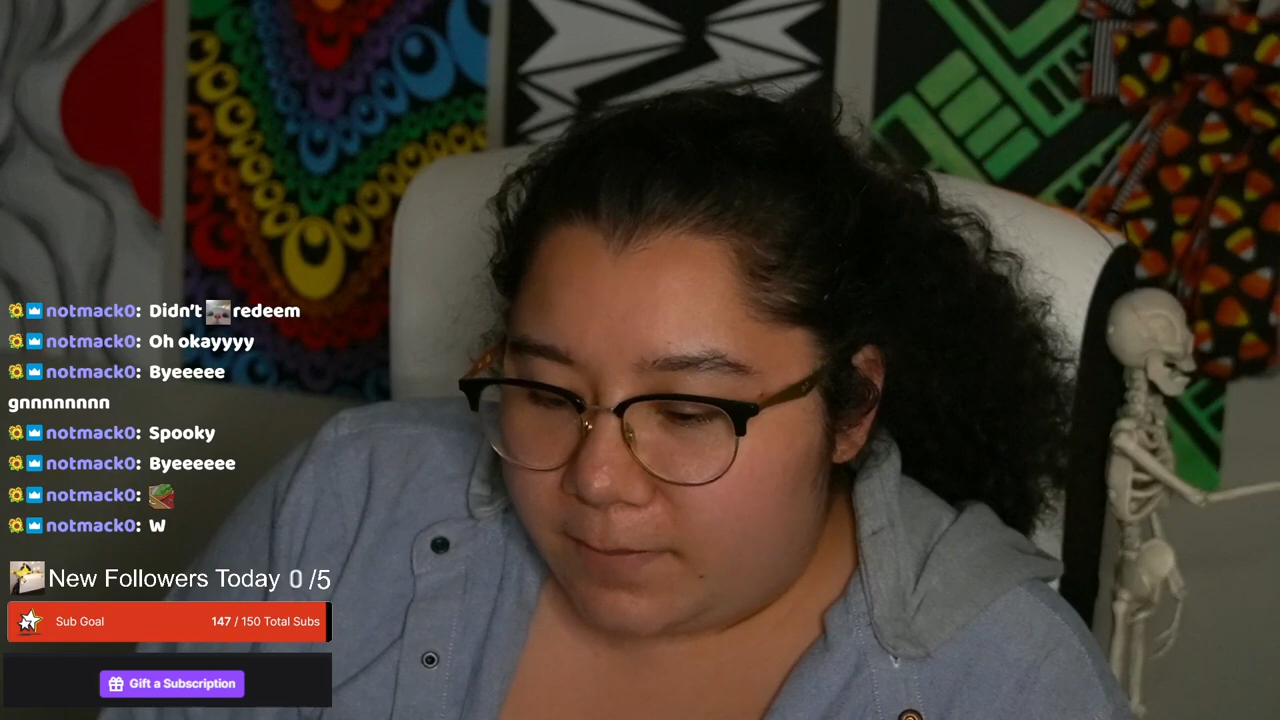 notmack0: Didn't redeem
notmack0: Oh okayyyy
notmack0: Byeeeee
gnnnnnnnn
notmack0: Spooky
notmack0: Byeeeeee
notmack0:
notmack0: W
New Followers Today 0 /5
Sub Goal 147 / 150 Total Subs
Gift a Subscription